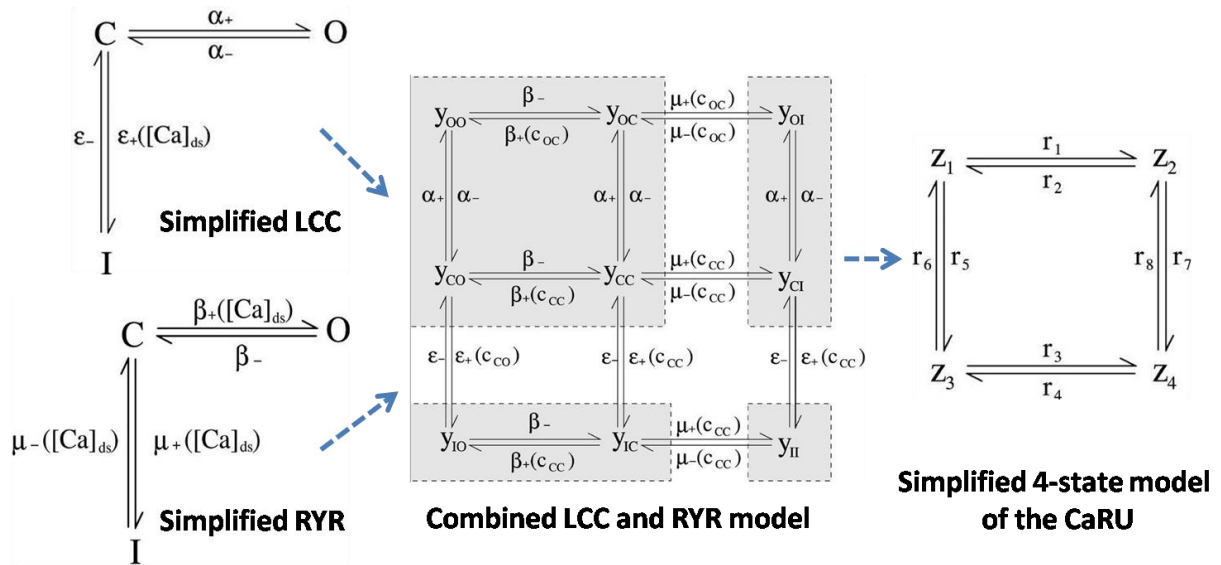 C α₊ O
α₋
ε₋ ε₊([Ca]ds)
Simplified LCC
I
C β₊([Ca]ds) O
β₋
μ₋([Ca]ds) μ₊([Ca]ds)
Simplified RYR
I
yOO β₋ yOC μ₊(cOC) yOI
β₊(cOC) μ₋(cOC)
α₊ α₋ α₊ α₋ α₊ α₋
yCO β₋ yCC μ₊(cCC) yCI
β₊(cCC) μ₋(cCC)
ε₋ ε₊(cCO) ε₋ ε₊(cCC) ε₋ ε₊(cCC)
yIO β₋ yIC μ₊(cCC) yII
β₊(cCC) μ₋(cCC)
Combined LCC and RYR model
z₁ r₁ z₂
r₂
r₆ r₅ r₈ r₇
z₃ r₃ z₄
r₄
Simplified 4-state model
of the CaRU